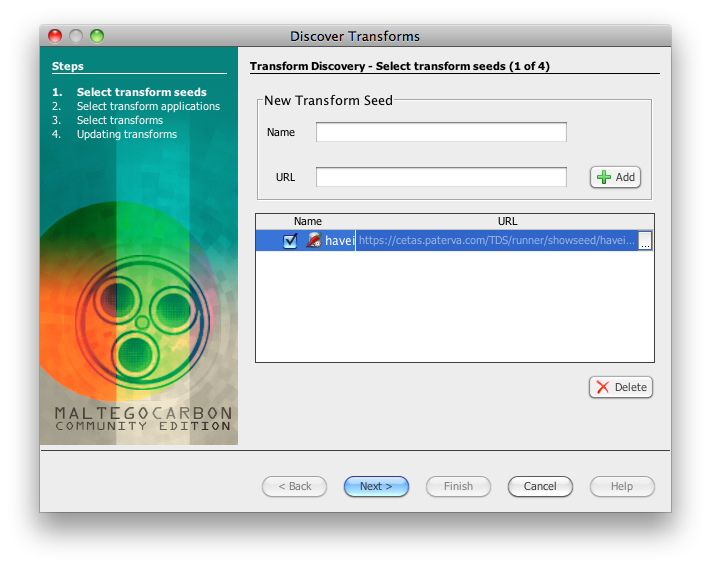 Discover Transforms
Steps
1. Select transform seeds
2. Select transform applications
3. Select transforms
4. Updating transforms
MALTEGOCARBON
COMMUNITY EDITION
Transform Discovery - Select transform seeds (1 of 4)
New Transform Seed
Name
URL
Add
Name URL
havei https://cetas.paterva.com/TDS/runner/showseed/havei... ...
Delete
< Back Next > Finish Cancel Help